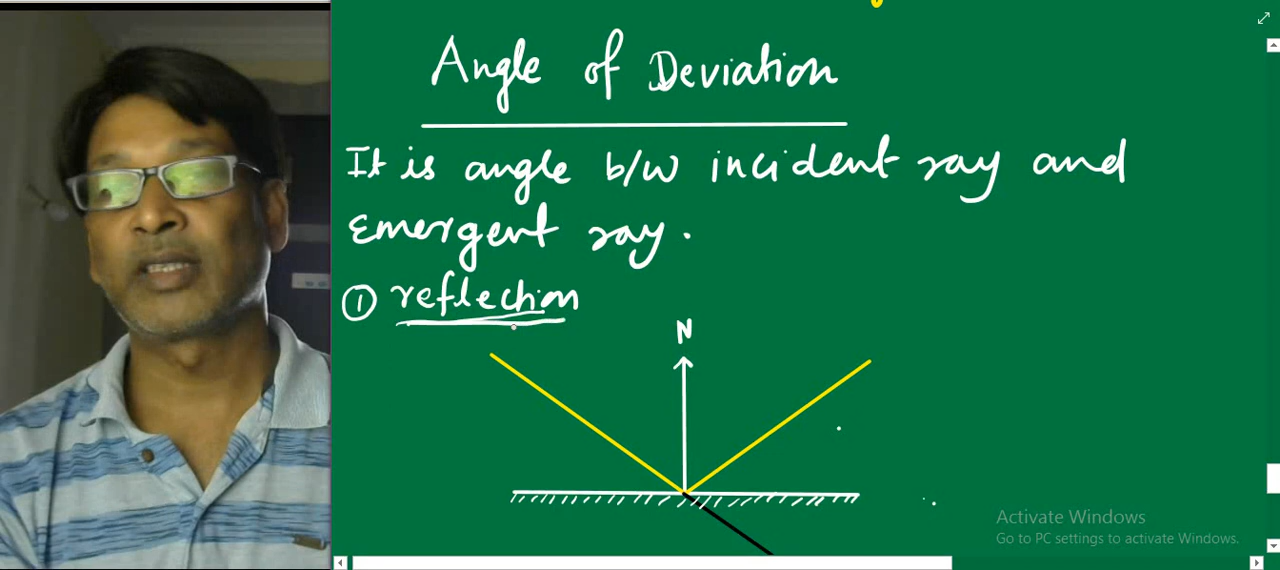 Angle of Deviation
It is angle b/w incident ray and
emergent ray.
① reflection
N
Activate Windows
Go to PC settings to activate Windows.